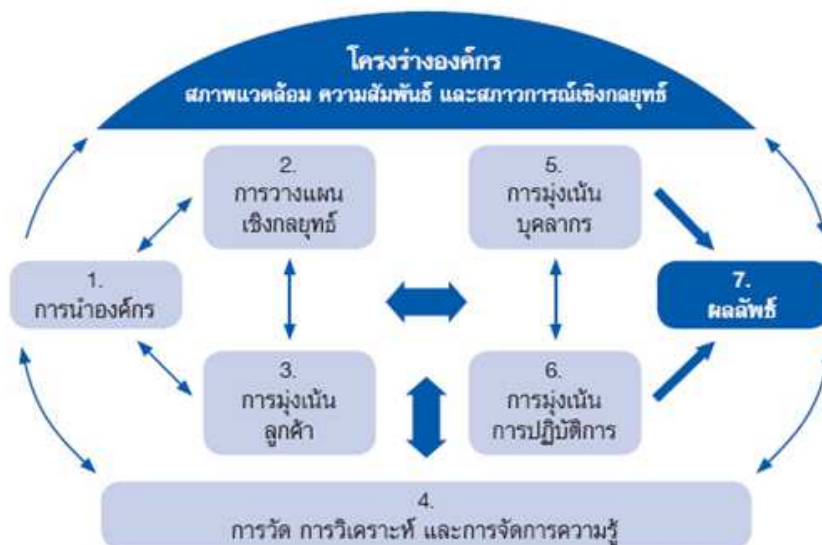 โครงร่างองค์กร
สภาพแวดล้อม ความสัมพันธ์ และสภาวการณ์เชิงกลยุทธ์
2.
การวางแผน
เชิงกลยุทธ์
5.
การมุ่งเน้น
บุคลากร
1.
การนำองค์กร
7.
ผลลัพธ์
3.
การมุ่งเน้น
ลูกค้า
6.
การมุ่งเน้น
การปฏิบัติการ
4.
การวัด การวิเคราะห์ และการจัดการความรู้